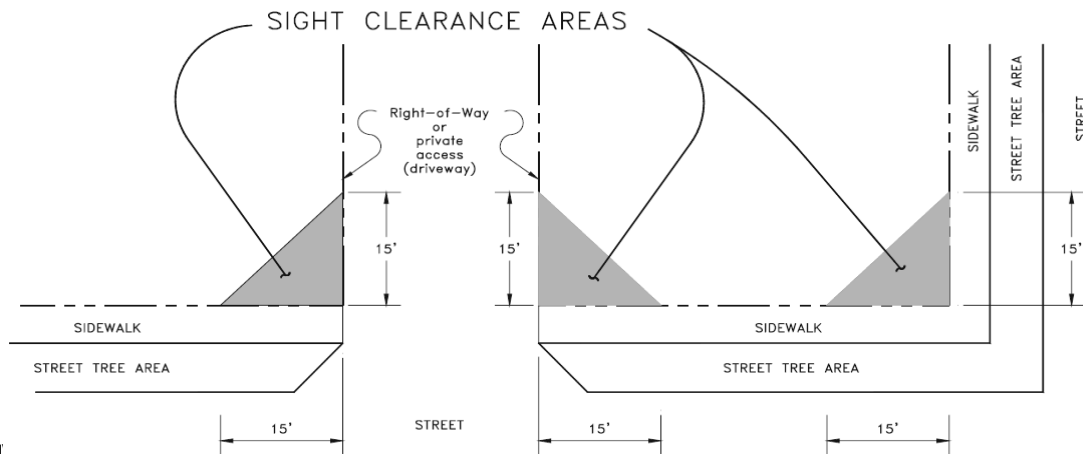 SIGHT CLEARANCE AREAS
Right-of-Way
or
private
access
(driveway)
SIDEWALK
STREET TREE AREA
STREET
15'
15'
15'
SIDEWALK
SIDEWALK
STREET TREE AREA
STREET TREE AREA
15'
STREET
15'
15'